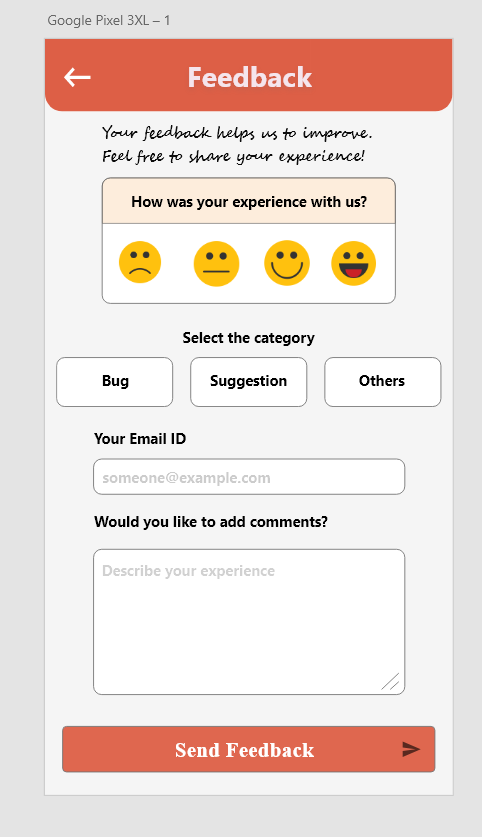 Google Pixel 3XL – 1
Feedback
Your feedback helps us to improve.
Feel free to share your experience!
How was your experience with us?
Select the category
Bug Suggestion Others
Your Email ID
someone@example.com
Would you like to add comments?
Describe your experience
Send Feedback